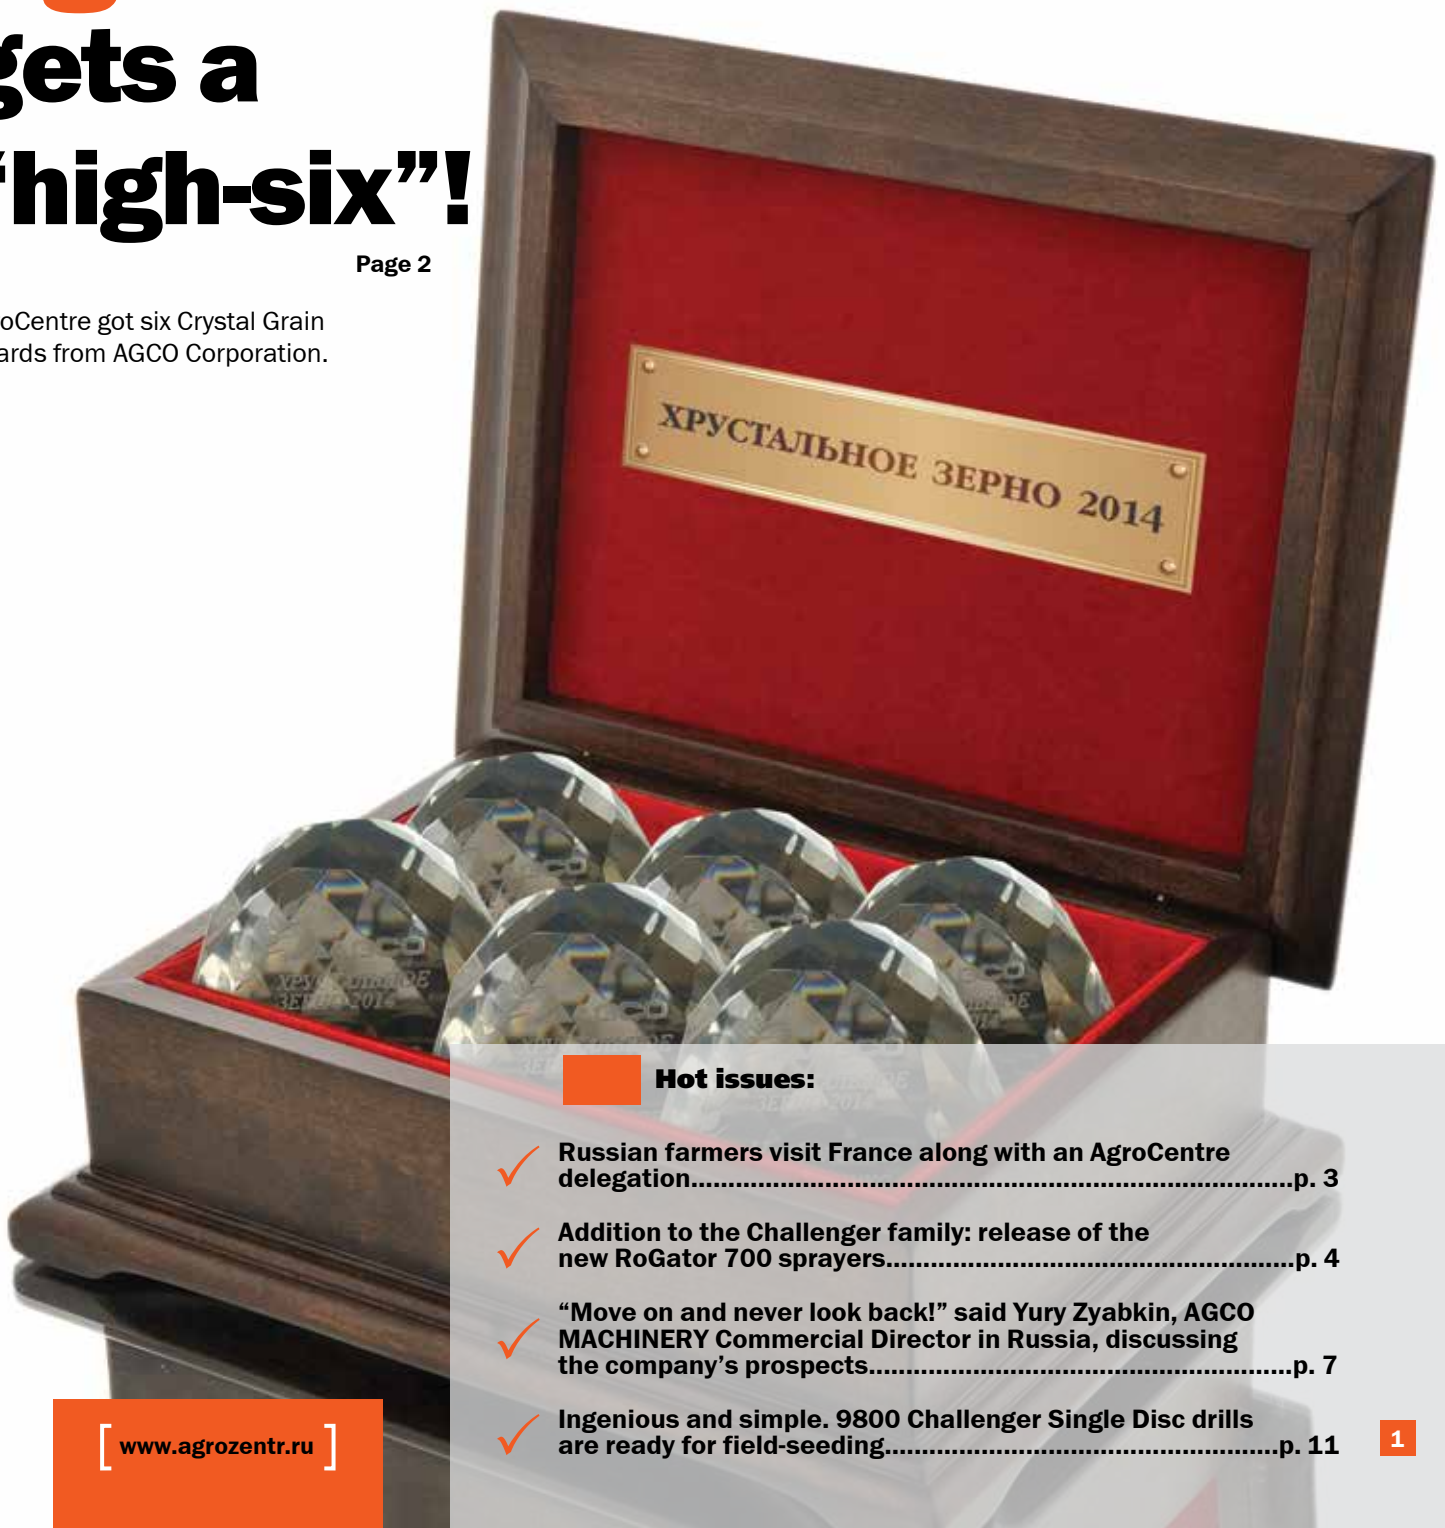 gets a
“high-six”!
Page 2
oCentre got six Crystal Grain
ards from AGCO Corporation.
ХРУСТАЛЬНОЕ ЗЕРНО 2014
ХРУСТАЛЬНОЕ
ЗЕРНО 2014
Hot issues:
Russian farmers visit France along with an AgroCentre
delegation................................................................................p. 3
Addition to the Challenger family: release of the
new RoGator 700 sprayers......................................................p. 4
“Move on and never look back!” said Yury Zyabkin, AGCO
MACHINERY Commercial Director in Russia, discussing
the company’s prospects........................................................p. 7
Ingenious and simple. 9800 Challenger Single Disc drills
are ready for field-seeding....................................................p. 11
[ www.agrozentr.ru ]
1